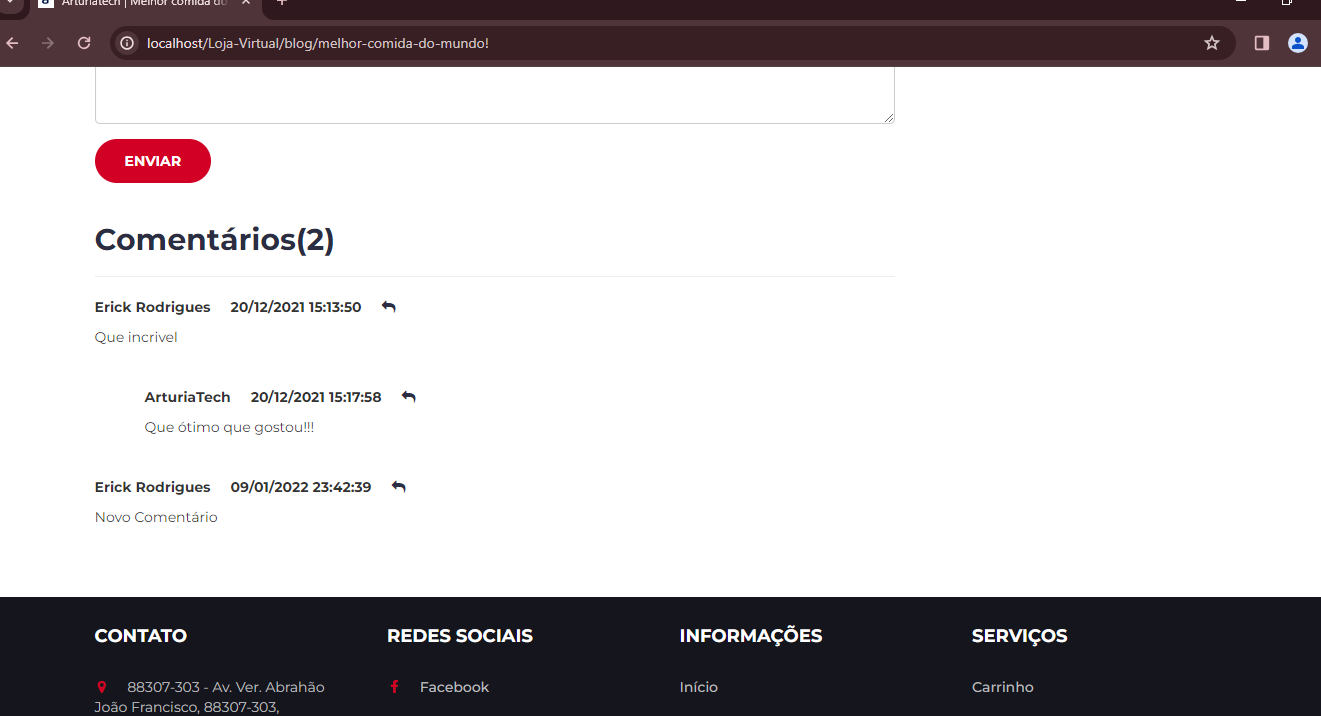 Arturiatech | Melhor comida do
localhost/Loja-Virtual/blog/melhor-comida-do-mundo!
ENVIAR
Comentários(2)
Erick Rodrigues 20/12/2021 15:13:50
Que incrivel
ArturiaTech 20/12/2021 15:17:58
Que ótimo que gostou!!!
Erick Rodrigues 09/01/2022 23:42:39
Novo Comentário
CONTATO REDES SOCIAIS INFORMAÇÕES SERVIÇOS
88307-303 - Av. Ver. Abrahão Facebook Início Carrinho
João Francisco, 88307-303,